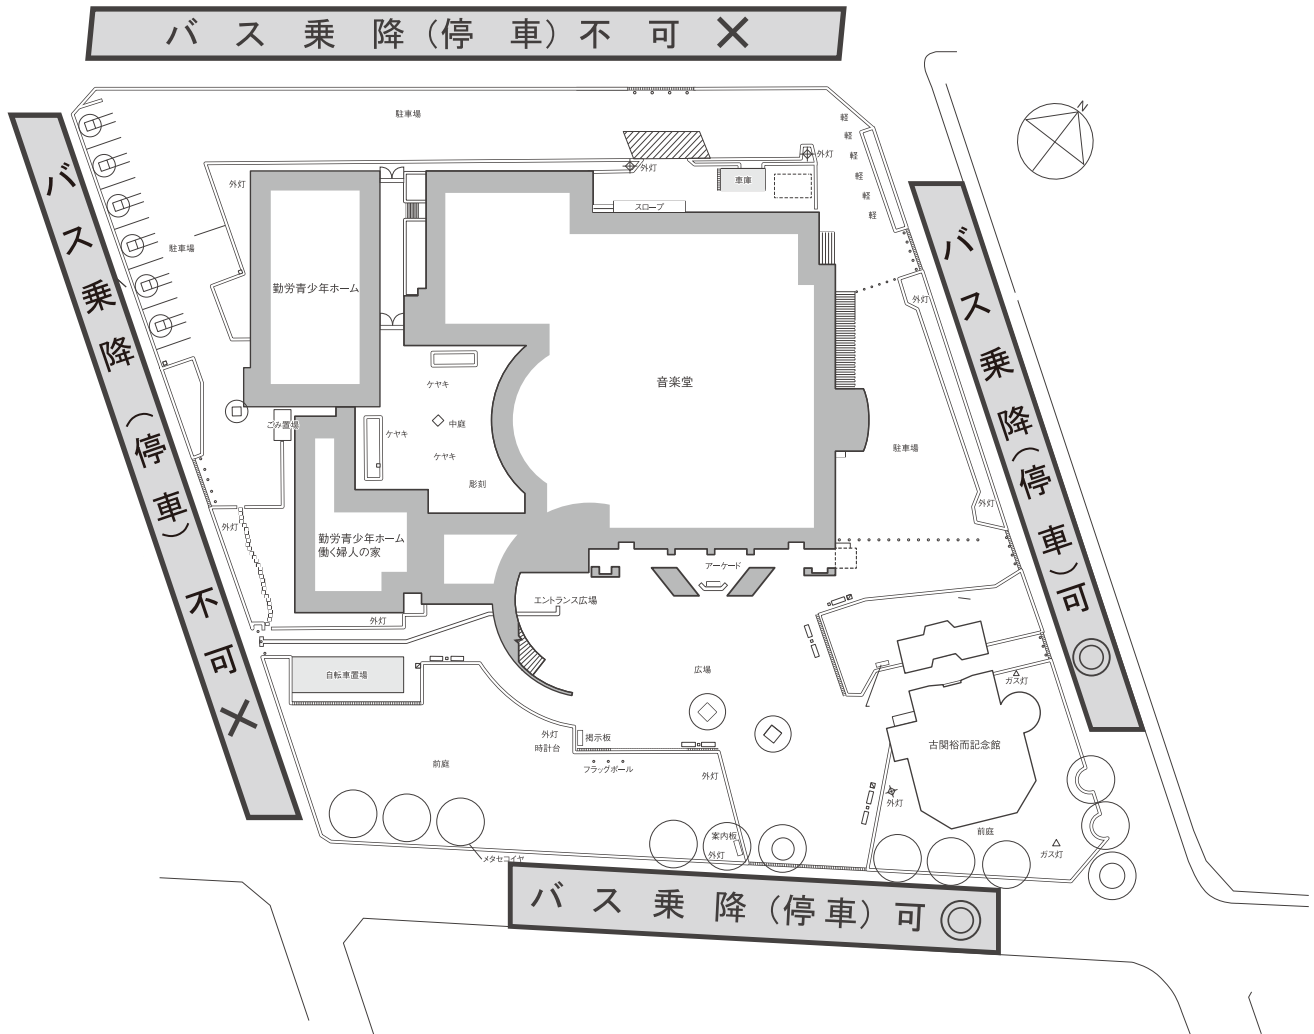 バス乗降(停車)不可×
バス乗降(停車)不可×
バス乗降(停車)可◎
バス乗降(停車)可◎
N
駐車場
外灯
外灯
外灯
車庫
スロープ
軽
軽
軽
軽
軽
軽
駐車場
勤労青少年ホーム
音楽堂
外灯
ケヤキ
中庭
ケヤキ
ケヤキ
ごみ置場
彫刻
駐車場
外灯
外灯
勤労青少年ホーム
働く婦人の家
アーケード
エントランス広場
外灯
自転車置場
広場
ガス灯
外灯
時計台
掲示板
フラッグポール
古関裕而記念館
前庭
外灯
外灯
案内板
外灯
前庭
ガス灯
メタセコイヤ